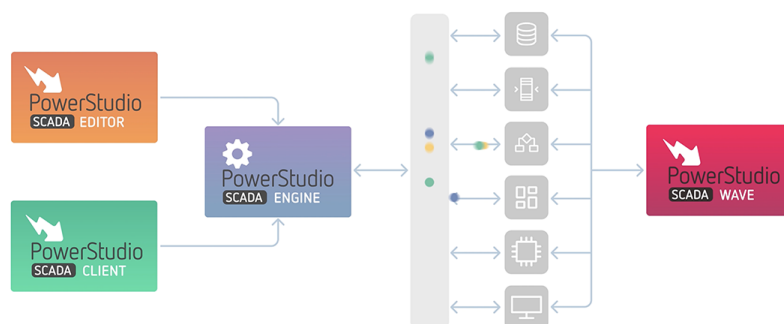 PowerStudio
SCADA EDITOR
PowerStudio
SCADA ENGINE
PowerStudio
SCADA CLIENT
PowerStudio
SCADA WAVE